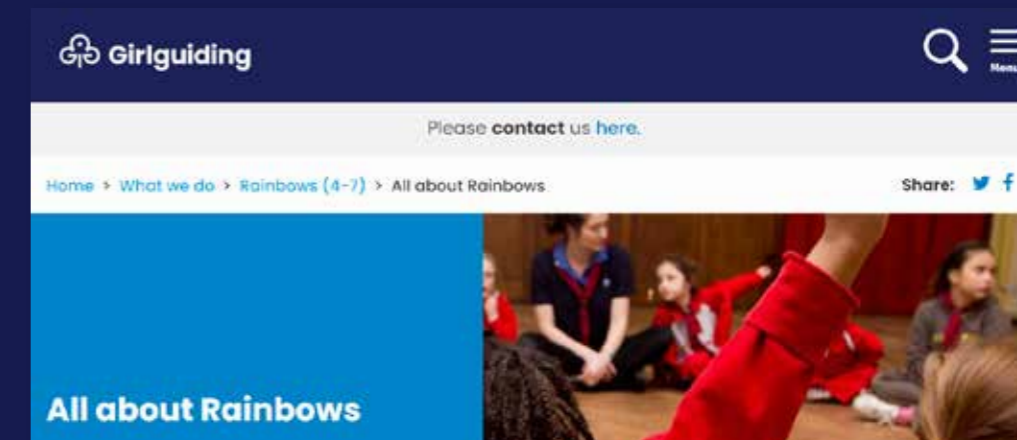 Girlguiding
Menu
Please contact us here.
Home > What we do > Rainbows (4-7) > All about Rainbows
Share:
All about Rainbows